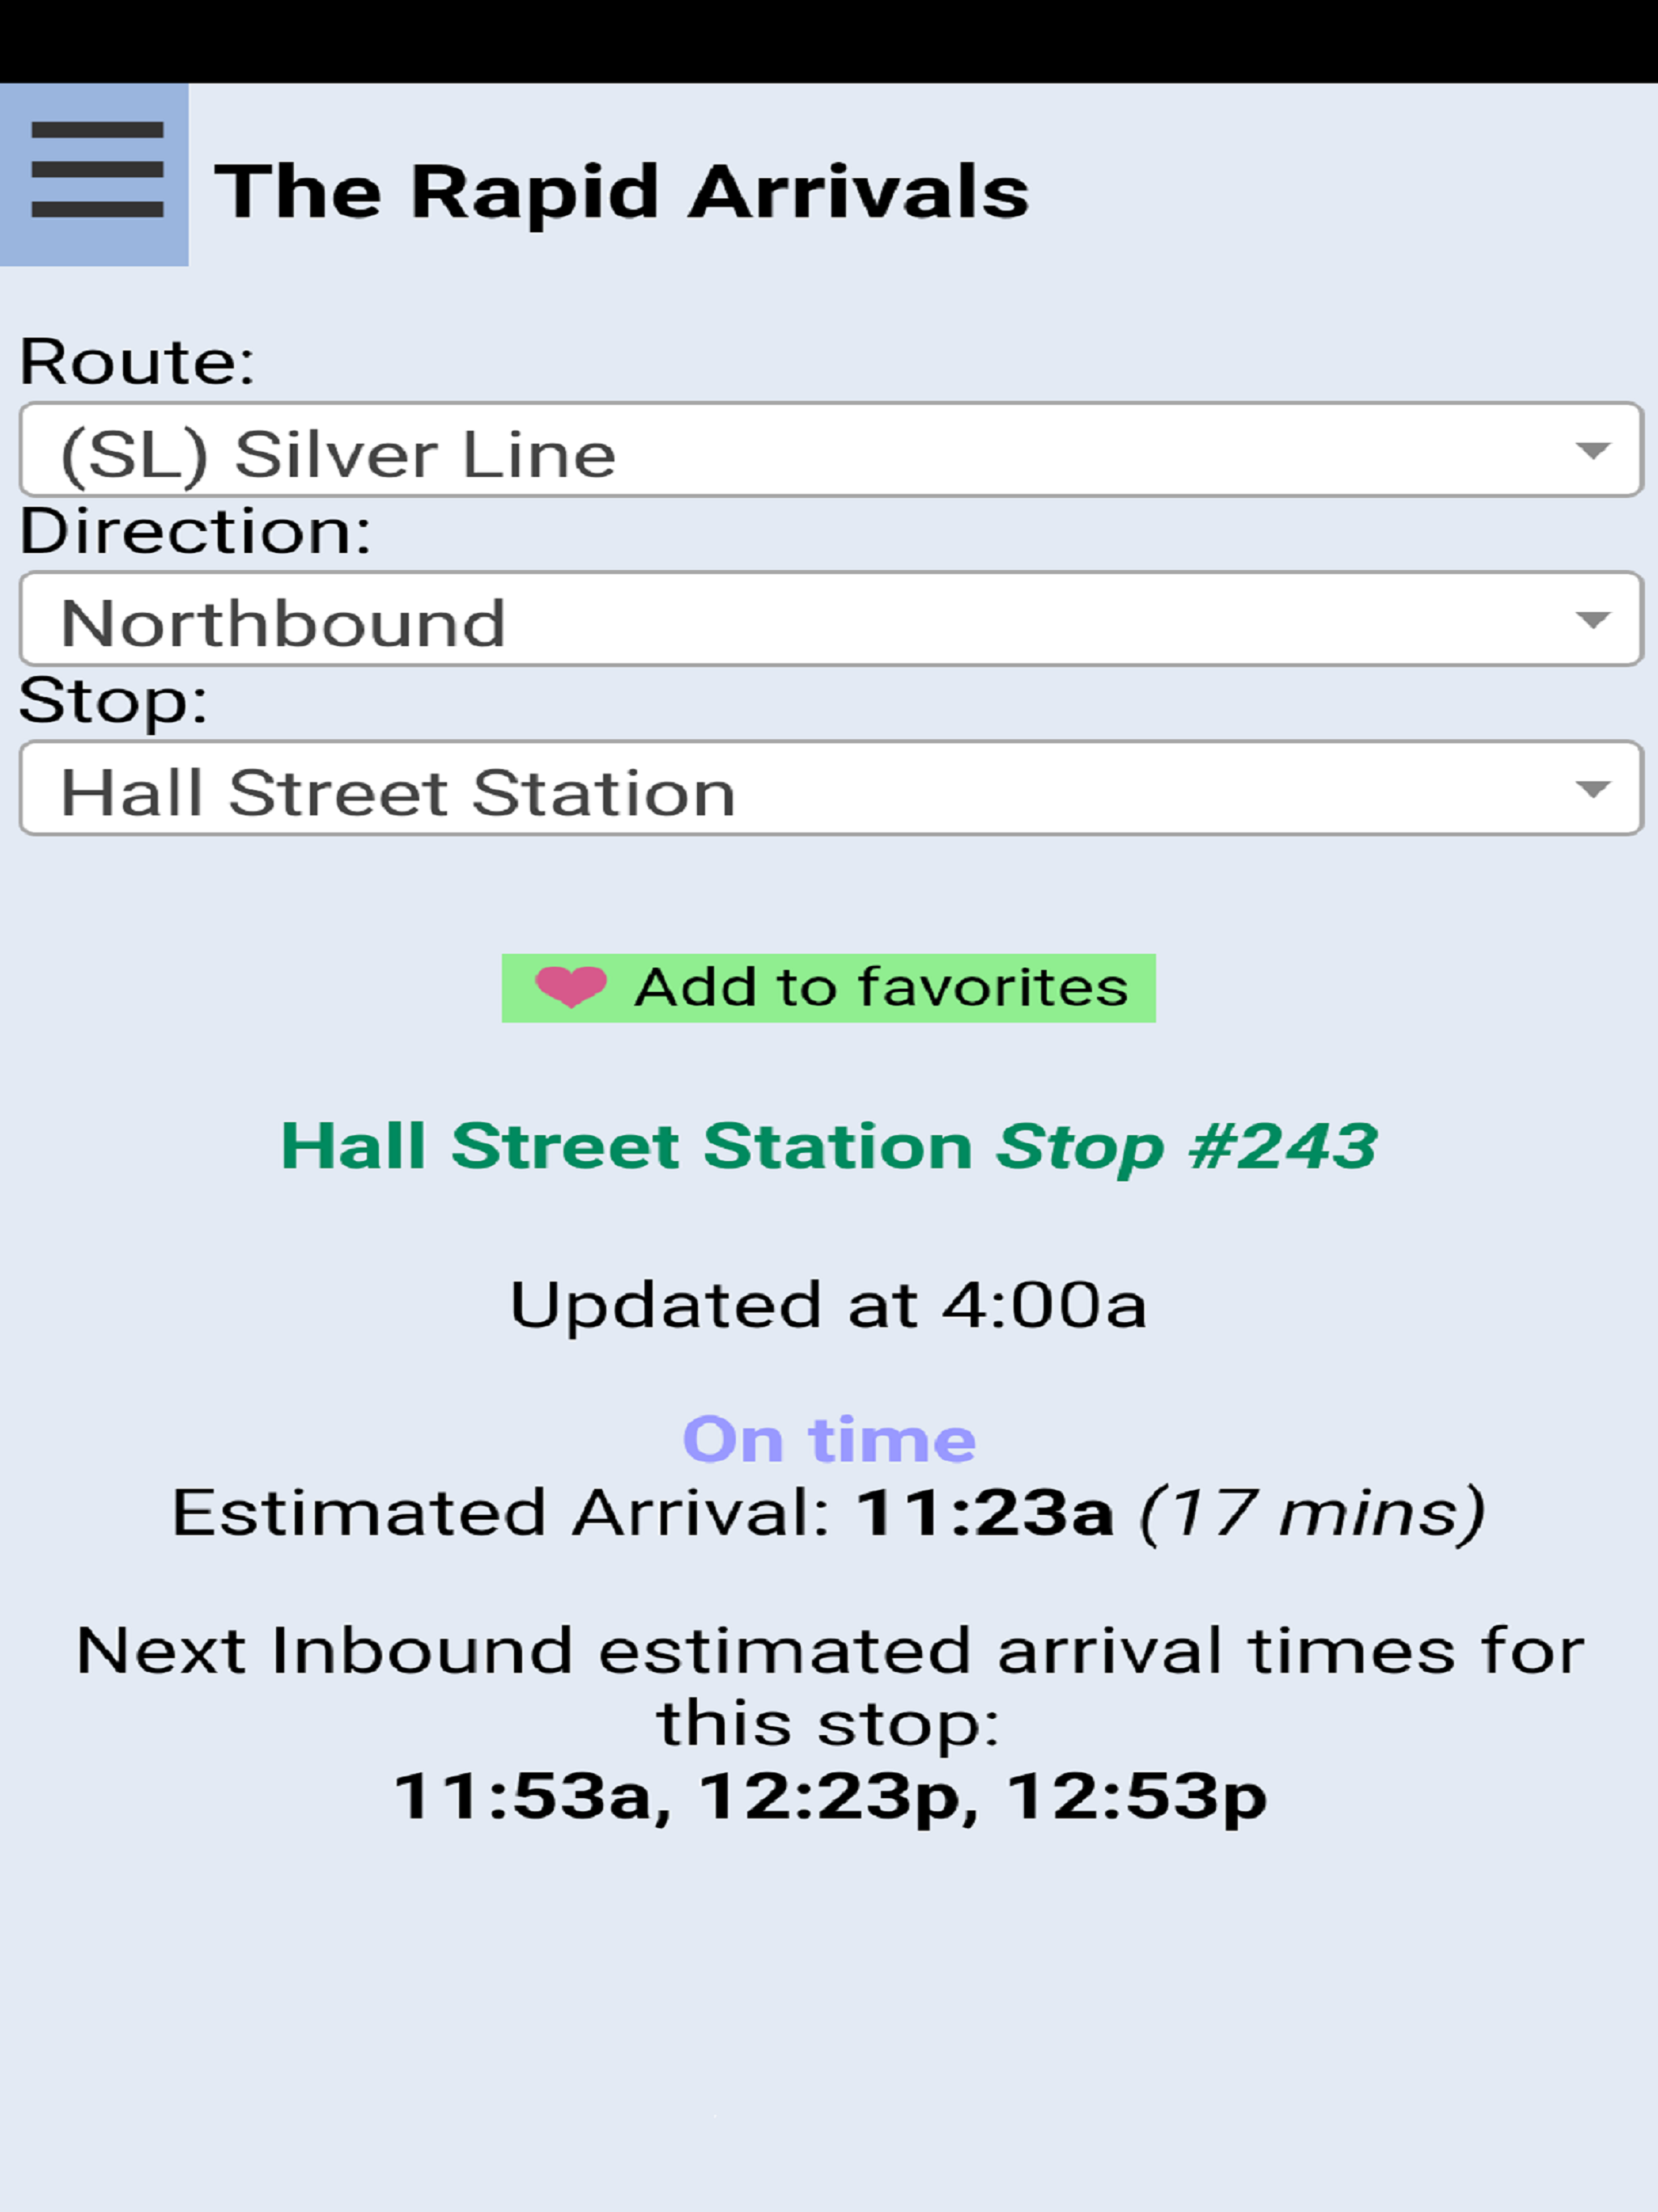 The Rapid Arrivals
Route:
(SL) Silver Line
Direction:
Northbound
Stop:
Hall Street Station
Add to favorites
Hall Street Station Stop #243
Updated at 4:00a
On time
Estimated Arrival: 11:23a (17 mins)
Next Inbound estimated arrival times for
this stop:
11:53a, 12:23p, 12:53p